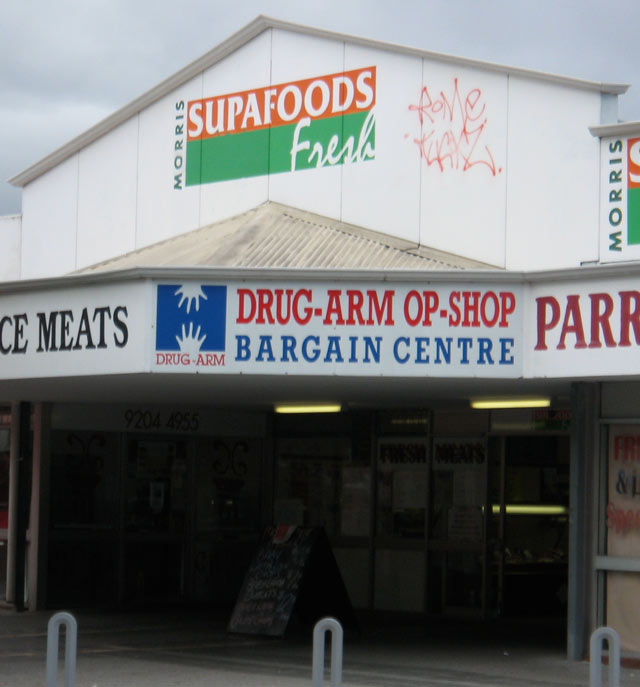 MORRIS
SUPAFOODS
Fresh
MORRIS
S
CE MEATS
DRUG-ARM
DRUG-ARM OP-SHOP
BARGAIN CENTRE
PARR
9204 4955
FRESH MEATS
FR
& L